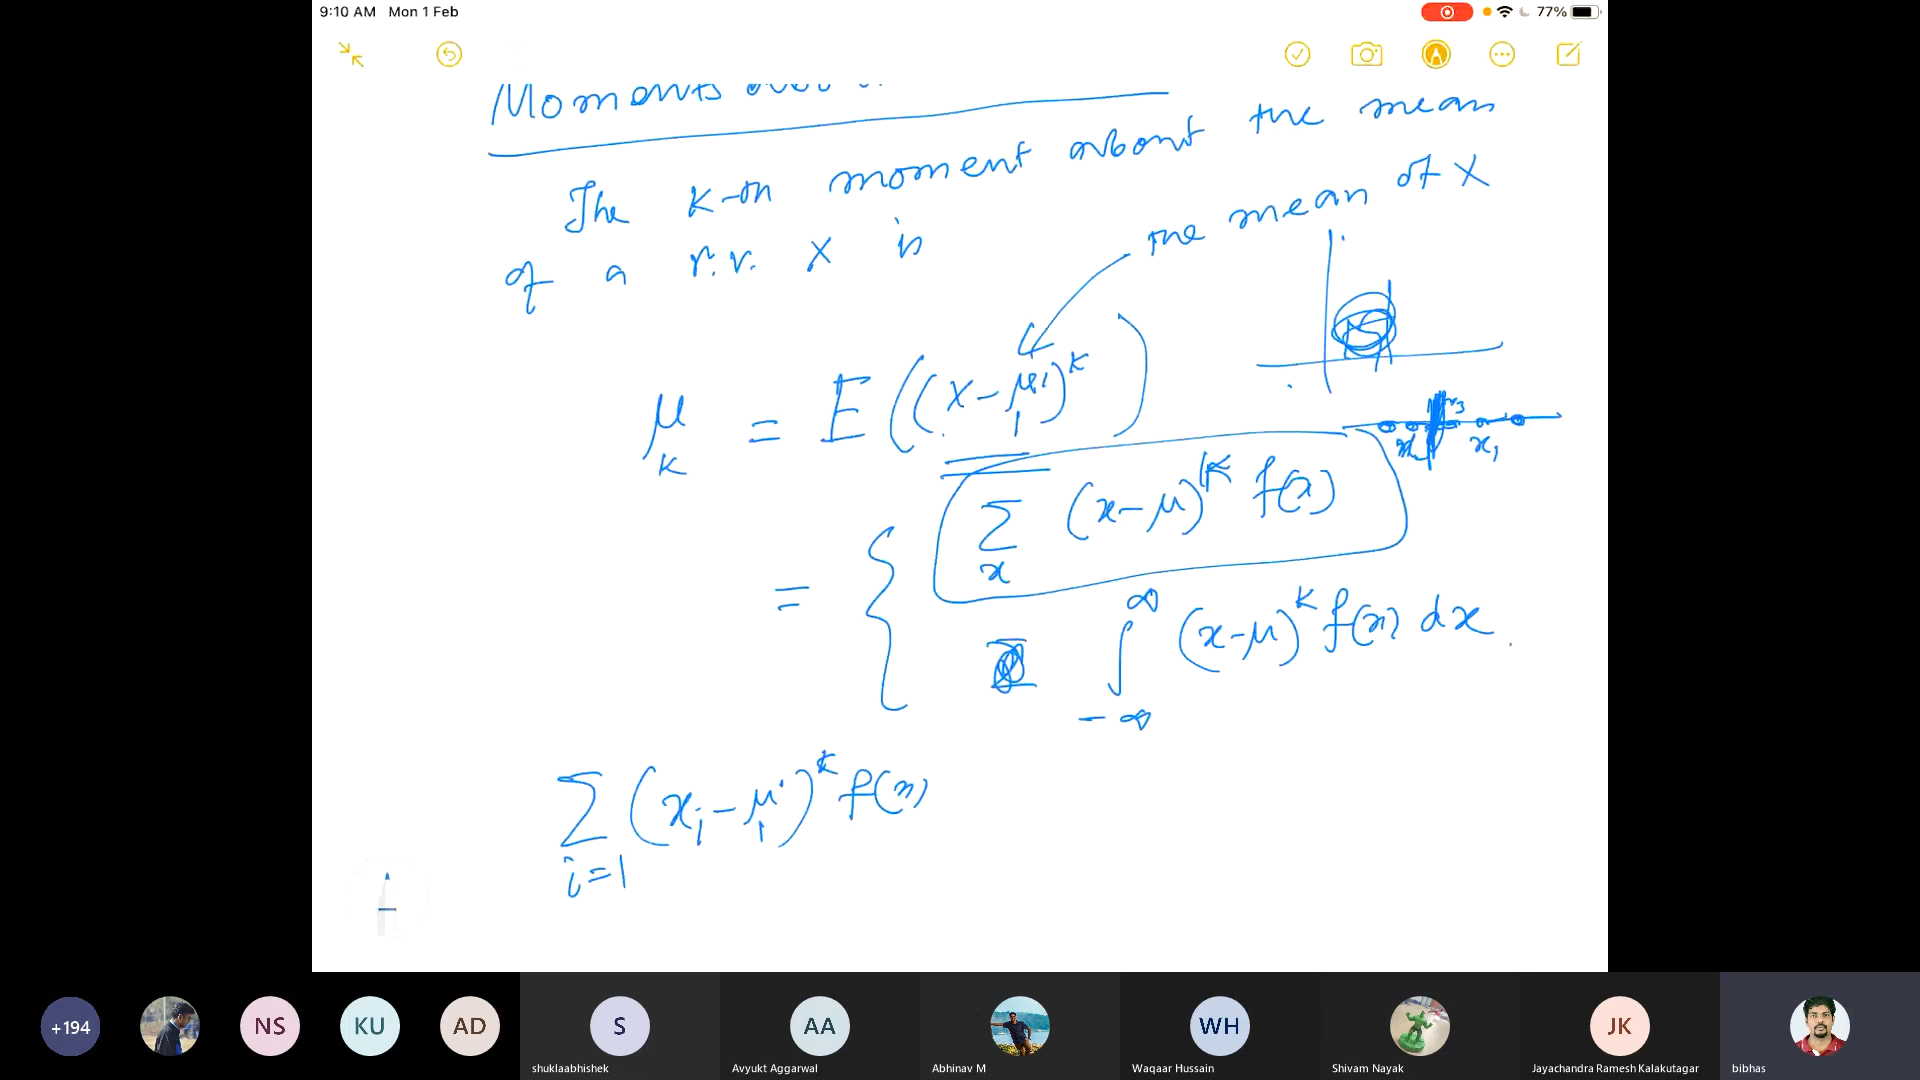 9:10 AM Mon 1 Feb
77%
Moments
The k-th moment about the mean
of a r.v. X is
the mean of X
μ_k = E((X-μ'_1)^k)
x_1
= { Σ_x (x-μ)^k f(x)
∫_{-∞}^{∞} (x-μ)^k f(x) dx.
Σ_{i=1} (x_i-μ'_1)^k f(x)
+194
NS
KU
AD
S
AA
WH
JK
shuklaabhishek
Avyukt Aggarwal
Abhinav M
Waqaar Hussain
Shivam Nayak
Jayachandra Ramesh Kalakutagar
bibhas